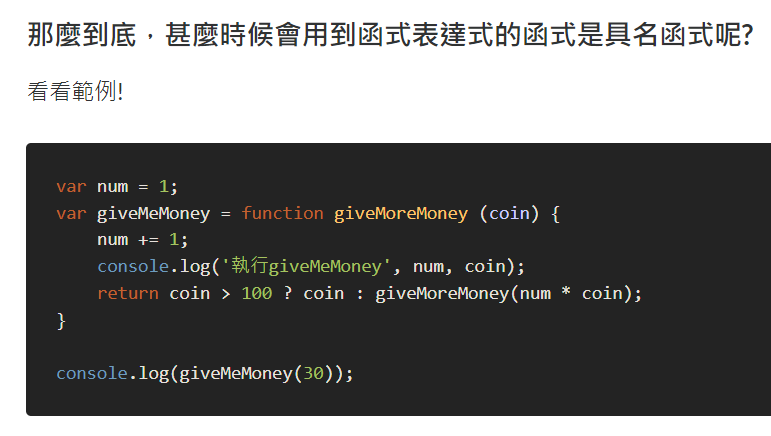 那麼到底，甚麼時候會用到函式表達式的函式是具名函式呢?
看看範例!
var num = 1;
var giveMeMoney = function giveMoreMoney (coin) {
    num += 1;
    console.log('執行giveMeMoney', num, coin);
    return coin > 100 ? coin : giveMoreMoney(num * coin);
}
console.log(giveMeMoney(30));